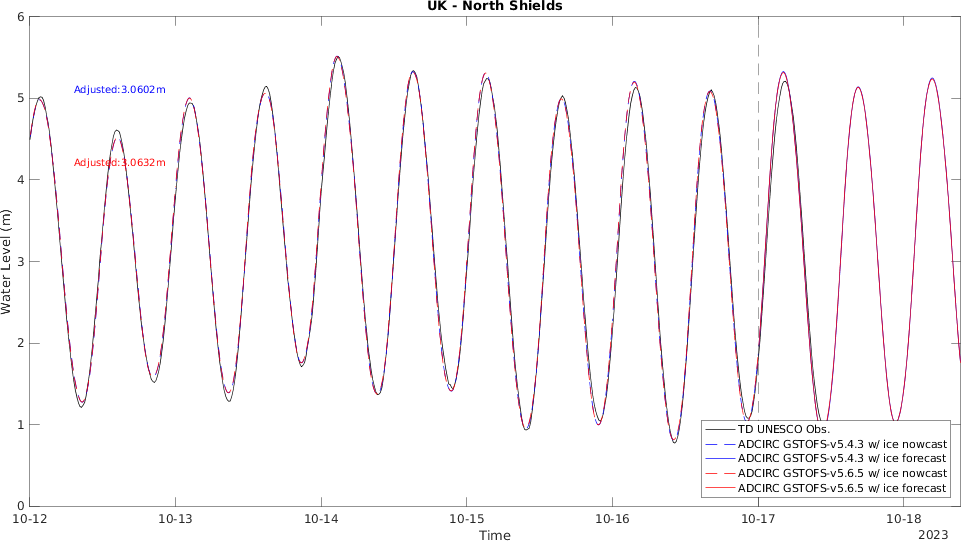 UK - North Shields
6
5
4
3
2
1
0
Water Level (m)
Adjusted:3.0602m
Adjusted:3.0632m
TD UNESCO Obs.
ADCIRC GSTOFS-v5.4.3 w/ ice nowcast
ADCIRC GSTOFS-v5.4.3 w/ ice forecast
ADCIRC GSTOFS-v5.6.5 w/ ice nowcast
ADCIRC GSTOFS-v5.6.5 w/ ice forecast
10-12 10-13 10-14 10-15 10-16 10-17 10-18
Time
2023